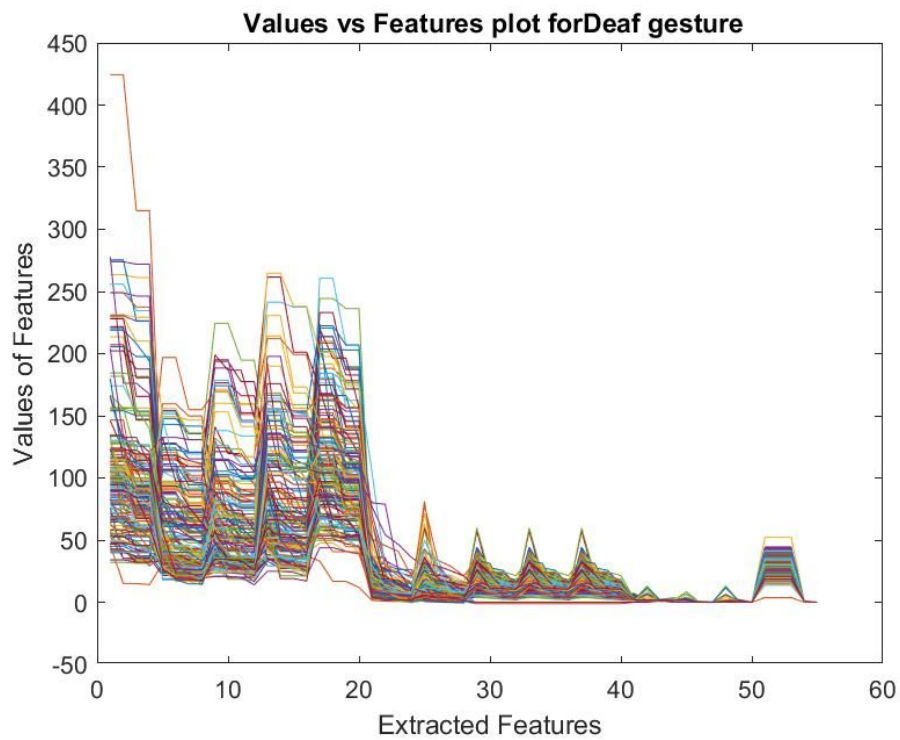 Values vs Features plot forDeaf gesture
450
400
350
300
250
200
150
100
50
0
-50
Values of Features
0 10 20 30 40 50 60
Extracted Features